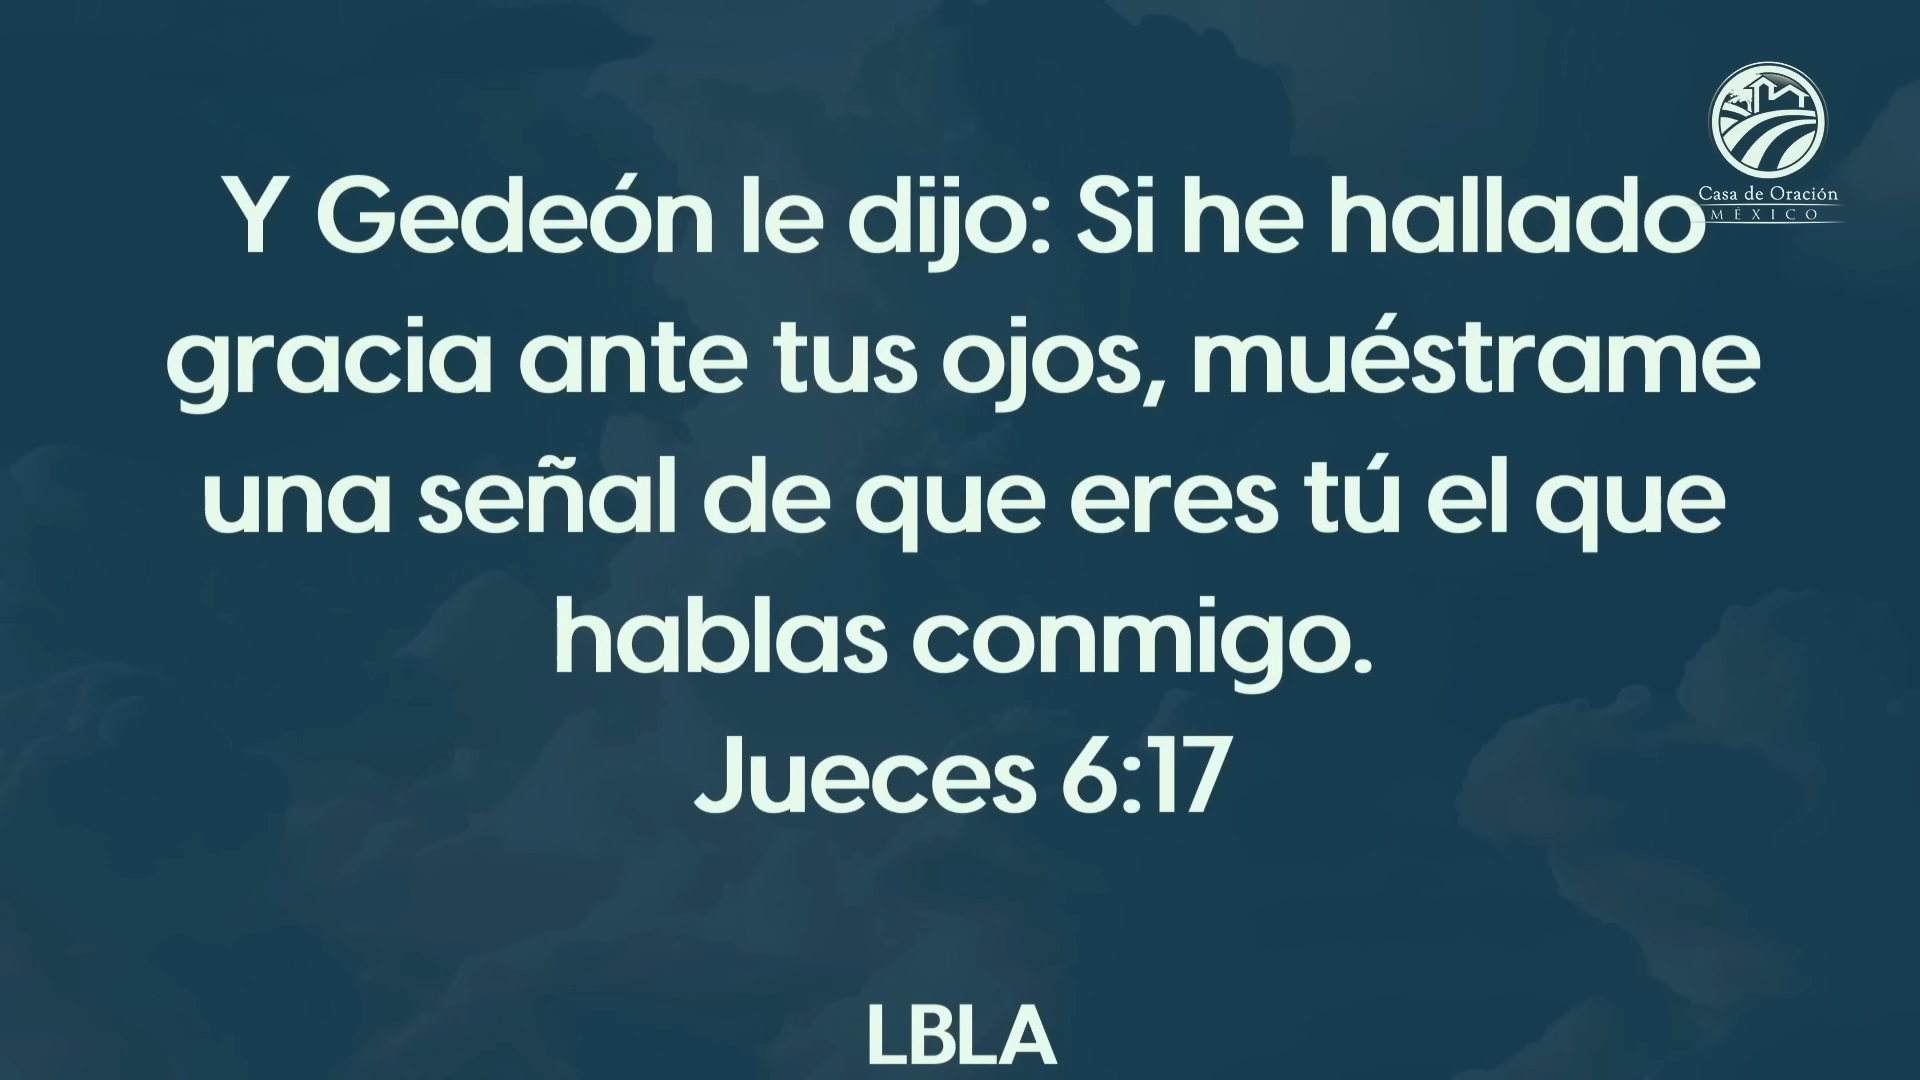 Casa de Oración
MÉXICO
Y Gedeón le dijo: Si he hallado
gracia ante tus ojos, muéstrame
una señal de que eres tú el que
hablas conmigo.
Jueces 6:17
LBLA